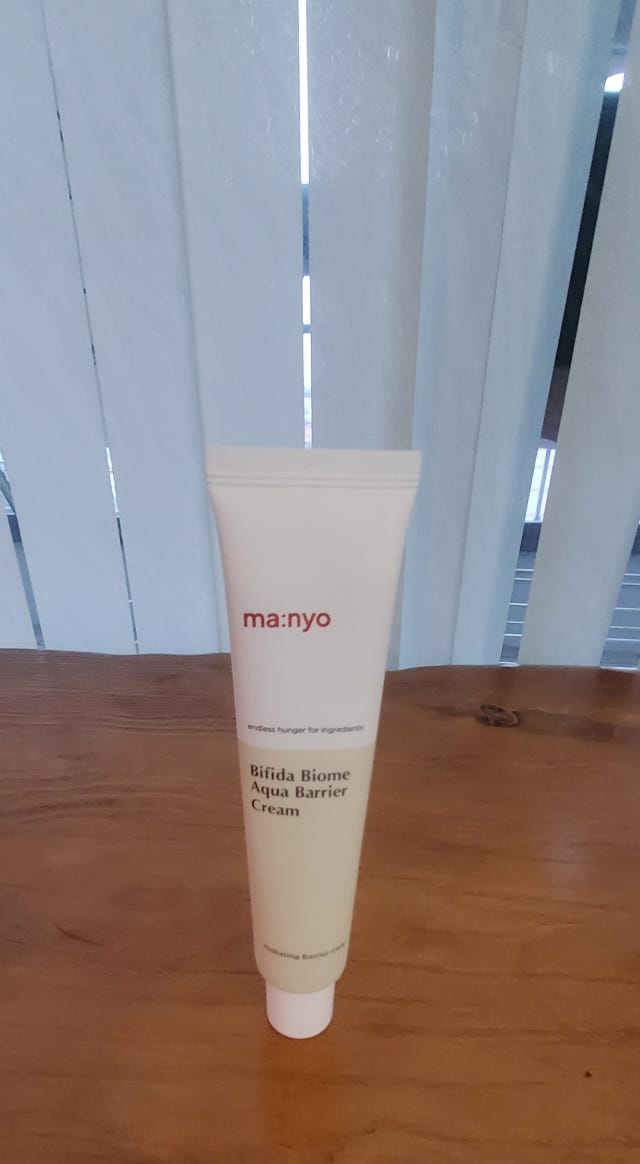 ma:nyo
endless hunger for ingredients
Bifida Biome
Aqua Barrier
Cream
Hydrating Barrier Care